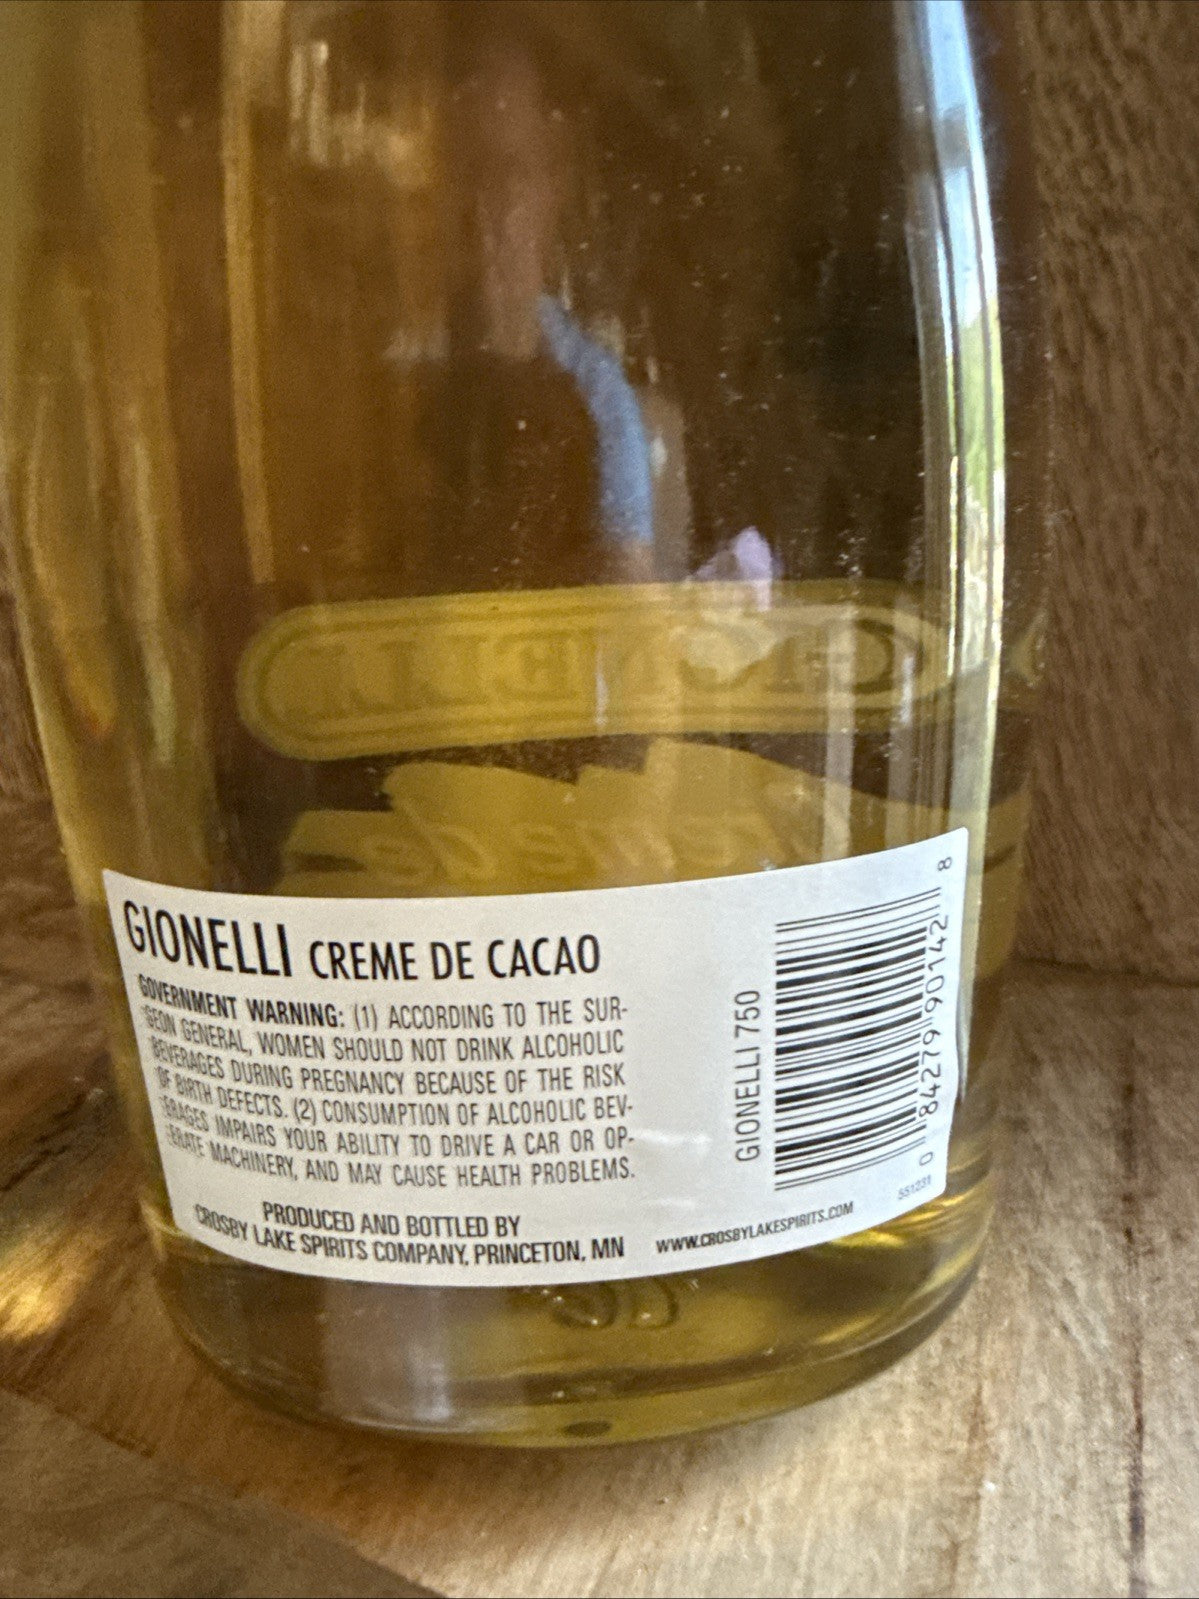 GIONELLI CREME DE CACAO
GOVERNMENT WARNING: (1) ACCORDING TO THE SUR-
GEON GENERAL, WOMEN SHOULD NOT DRINK ALCOHOLIC
BEVERAGES DURING PREGNANCY BECAUSE OF THE RISK
OF BIRTH DEFECTS. (2) CONSUMPTION OF ALCOHOLIC BEV-
ERAGES IMPAIRS YOUR ABILITY TO DRIVE A CAR OR OP-
ERATE MACHINERY, AND MAY CAUSE HEALTH PROBLEMS.
PRODUCED AND BOTTLED BY
CROSBY LAKE SPIRITS COMPANY, PRINCETON, MN
WWW.CROSBYLAKESPIRITS.COM
GIONELLI 750
0 84279 90142 8
551231
GIONELLI